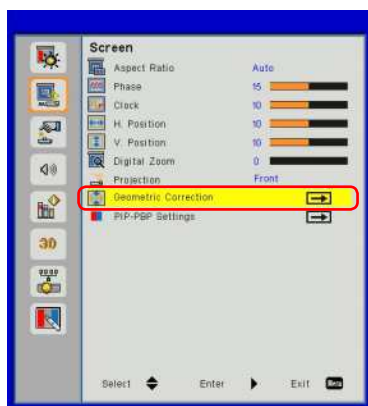 Screen
Aspect Ratio Auto
Phase 15
Clock 10
H. Position 10
V. Position 10
Digital Zoom 0
Projection Front
Geometric Correction
PIP-PBP Settings
3D
Select Enter Exit Menu